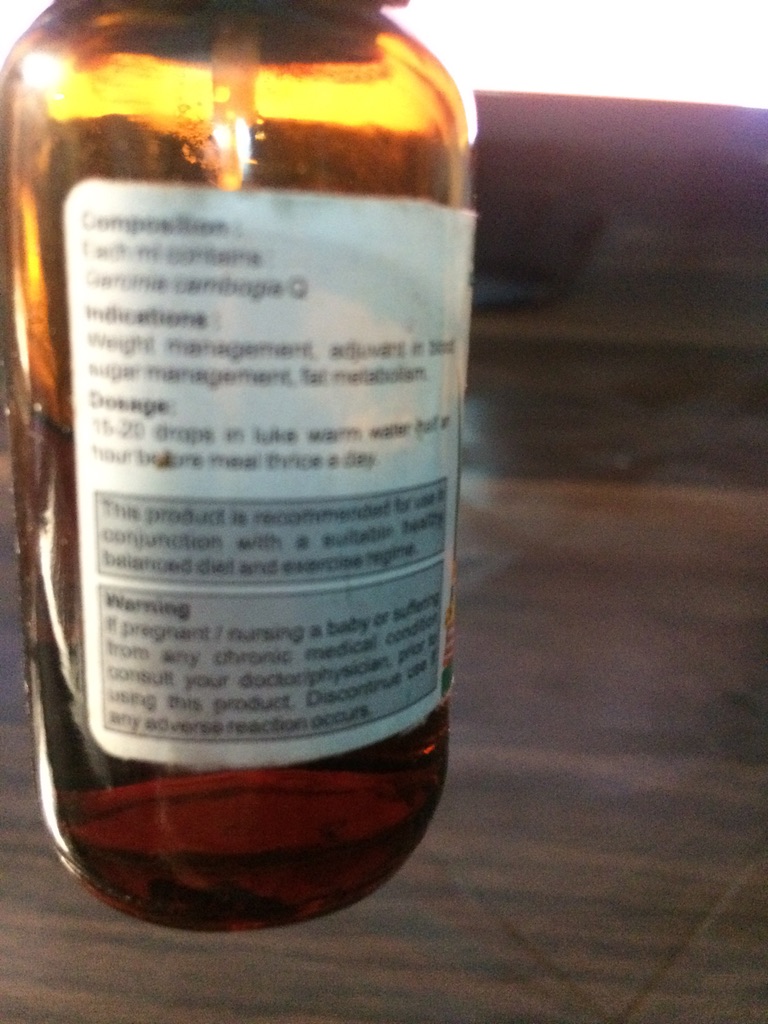 Composition :
Each ml contains :
Garcinia cambogia Q
Indications :
Weight management, adjuvant in blood
sugar management, fat metabolism.
Dosage:
15-20 drops in luke warm water half an
hour before meal thrice a day.
This product is recommended for use in
conjunction with a suitable healthy
balanced diet and exercise regime.
Warning
If pregnant / nursing a baby or suffering
from any chronic medical condition
consult your doctor/physician, prior to
using this product. Discontinue use if
any adverse reaction occurs.